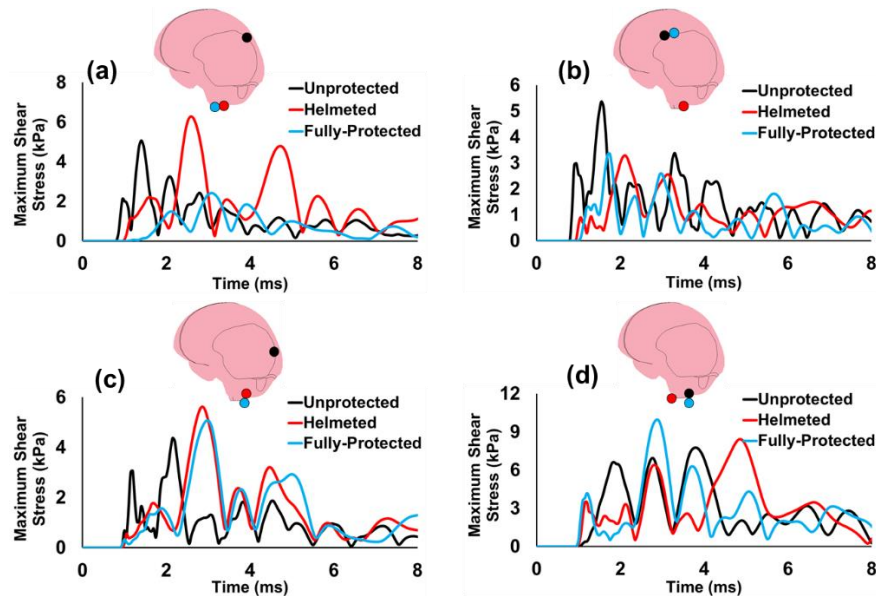 (a)
8
6
4
2
0
Maximum Shear
Stress (kPa)
Unprotected
Helmeted
Fully-Protected
0 2 4 6 8
Time (ms)
(b)
6
5
4
3
2
1
0
Maximum Shear
Stress (kPa)
Unprotected
Helmeted
Fully-Protected
0 2 4 6 8
Time (ms)
(c)
6
4
2
0
Maximum Shear
Stress (kPa)
Unprotected
Helmeted
Fully-Protected
0 2 4 6 8
Time (ms)
(d)
12
9
6
3
0
Maximum Shear
Stress (kPa)
Unprotected
Helmeted
Fully-Protected
0 2 4 6 8
Time (ms)